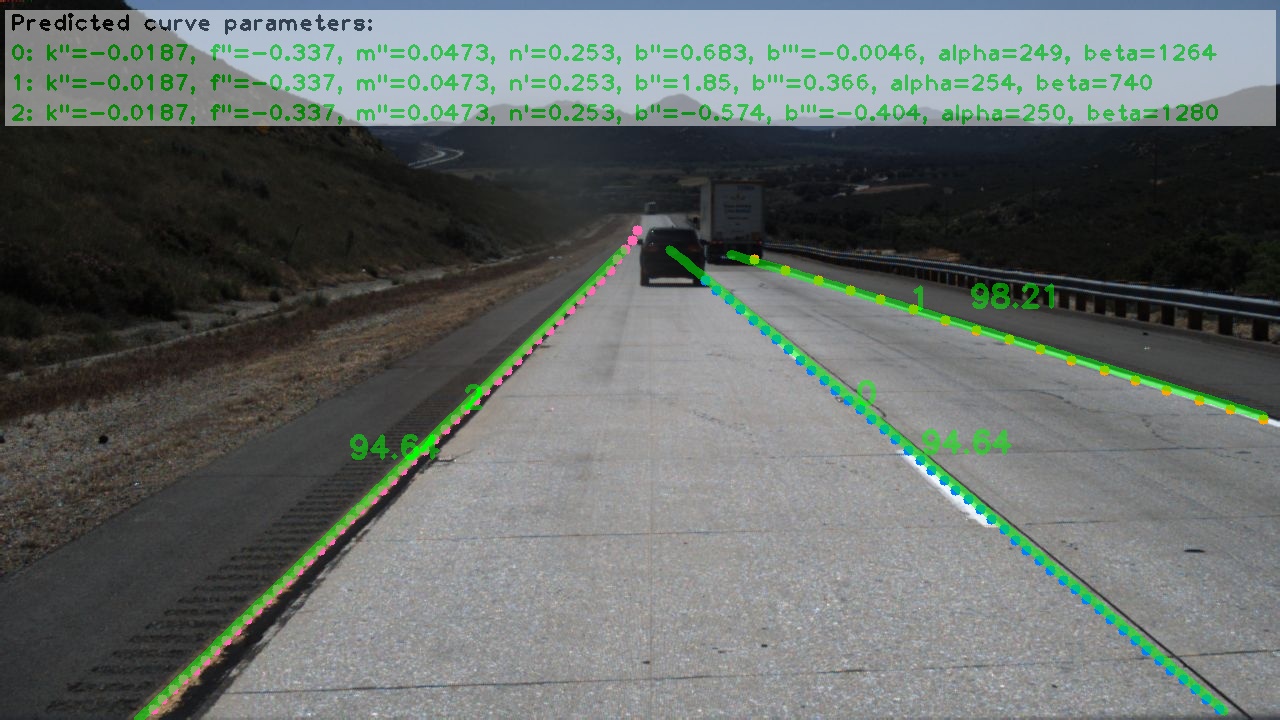 Predicted curve parameters:
0: k''=-0.0187, f''=-0.337, m''=0.0473, n'=0.253, b''=0.683, b'''=-0.0046, alpha=249, beta=1264
1: k''=-0.0187, f''=-0.337, m''=0.0473, n'=0.253, b''=1.85, b'''=0.366, alpha=254, beta=740
2: k''=-0.0187, f''=-0.337, m''=0.0473, n'=0.253, b''=-0.574, b'''=-0.404, alpha=250, beta=1280
1 98.21
2 0
94.64 94.64